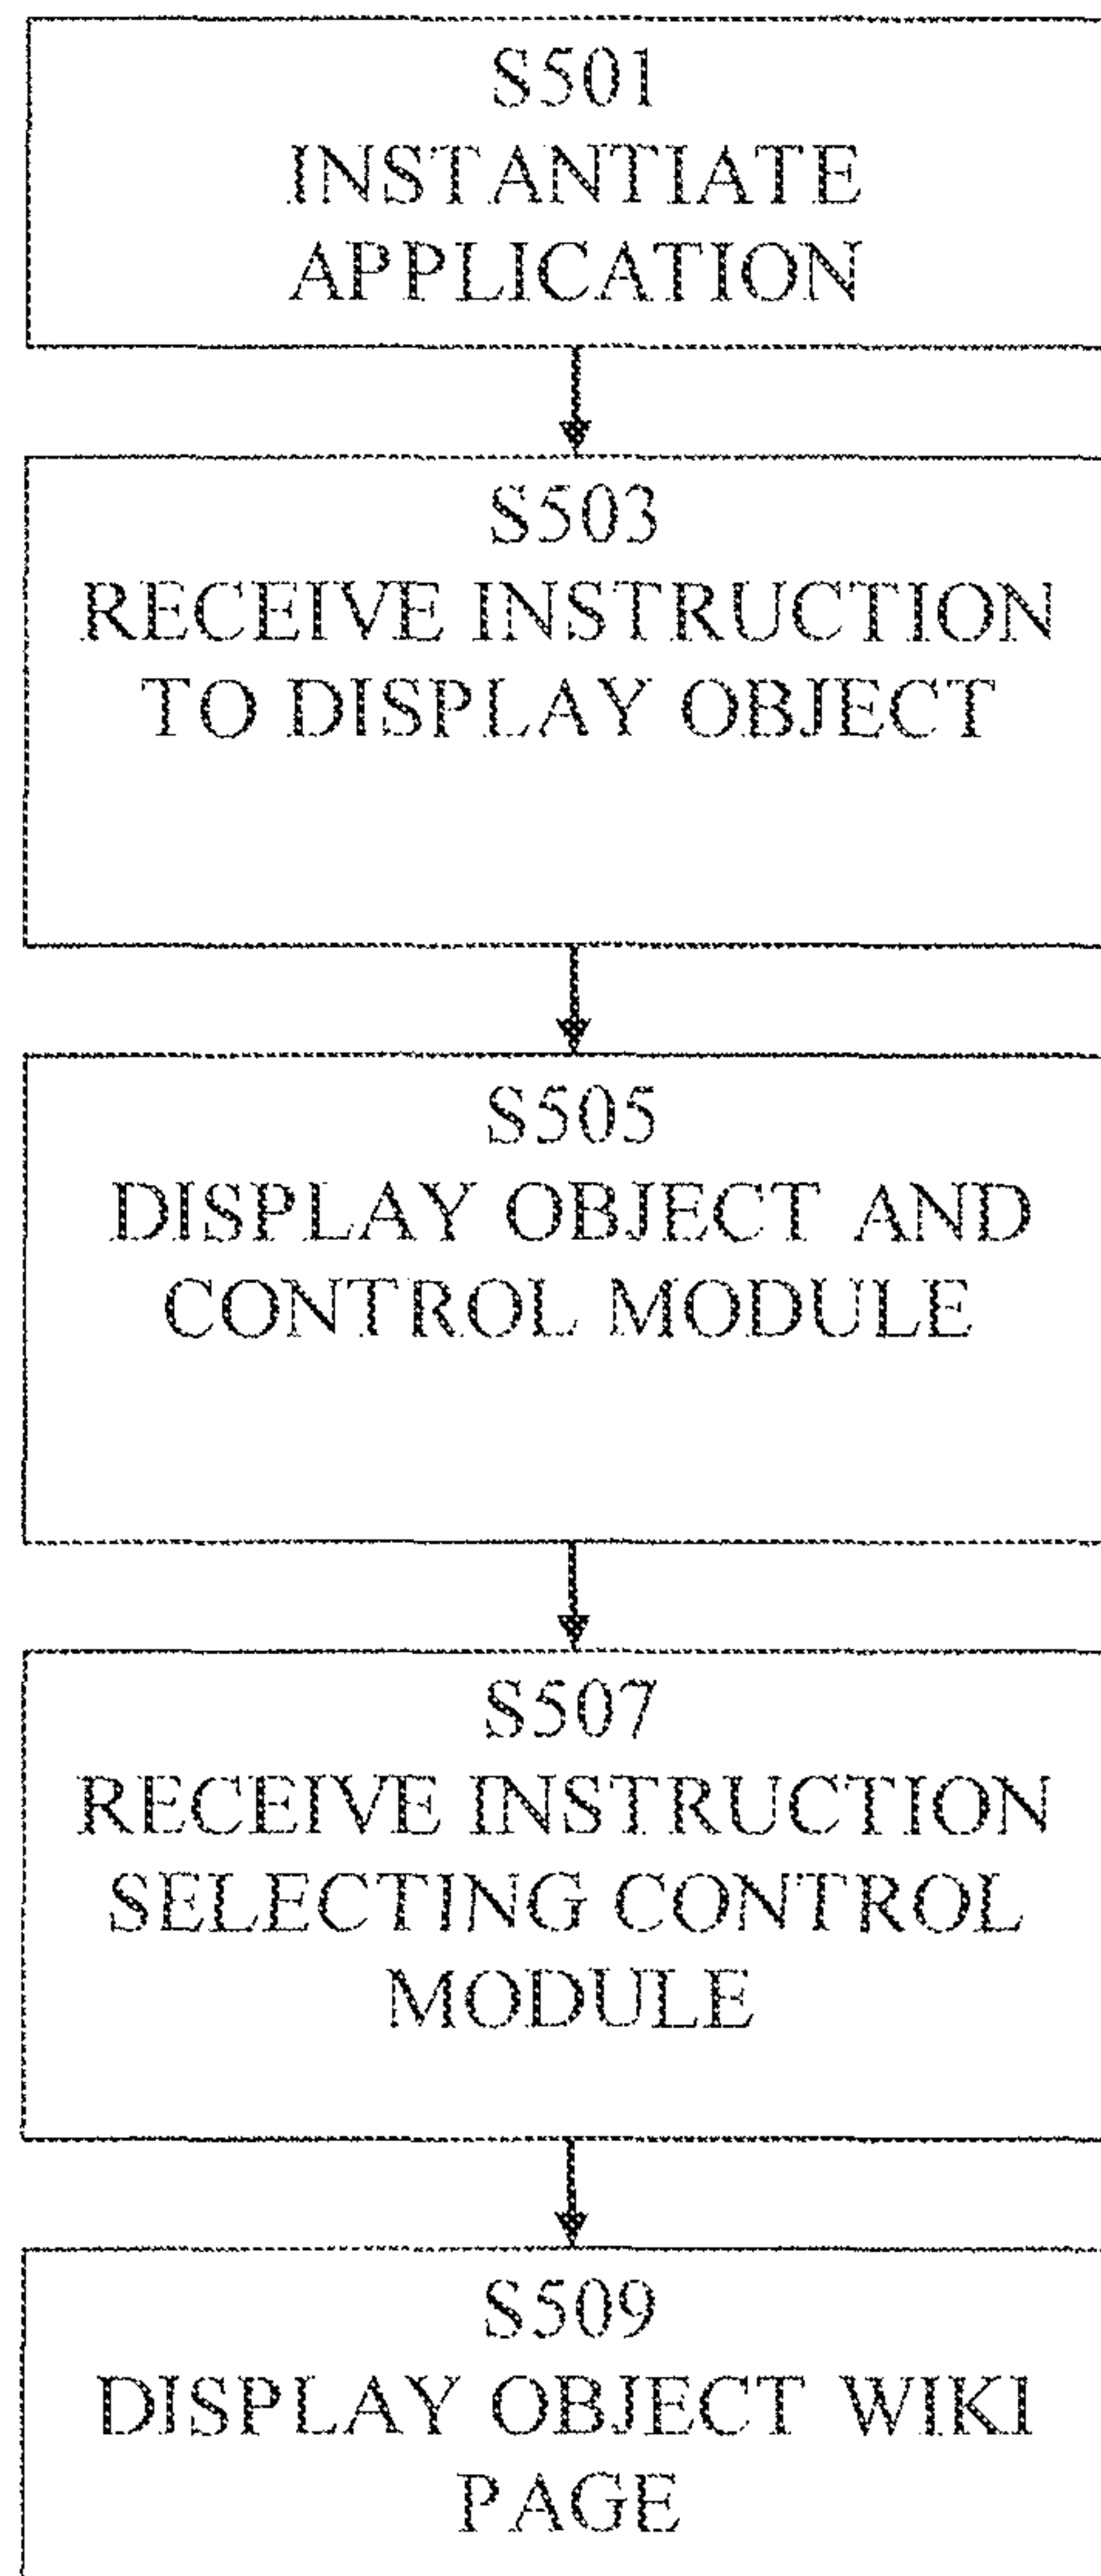 S501
INSTANTIATE
APPLICATION
S503
RECEIVE INSTRUCTION
TO DISPLAY OBJECT
S505
DISPLAY OBJECT AND
CONTROL MODULE
S507
RECEIVE INSTRUCTION
SELECTING CONTROL
MODULE
S509
DISPLAY OBJECT WIKI
PAGE